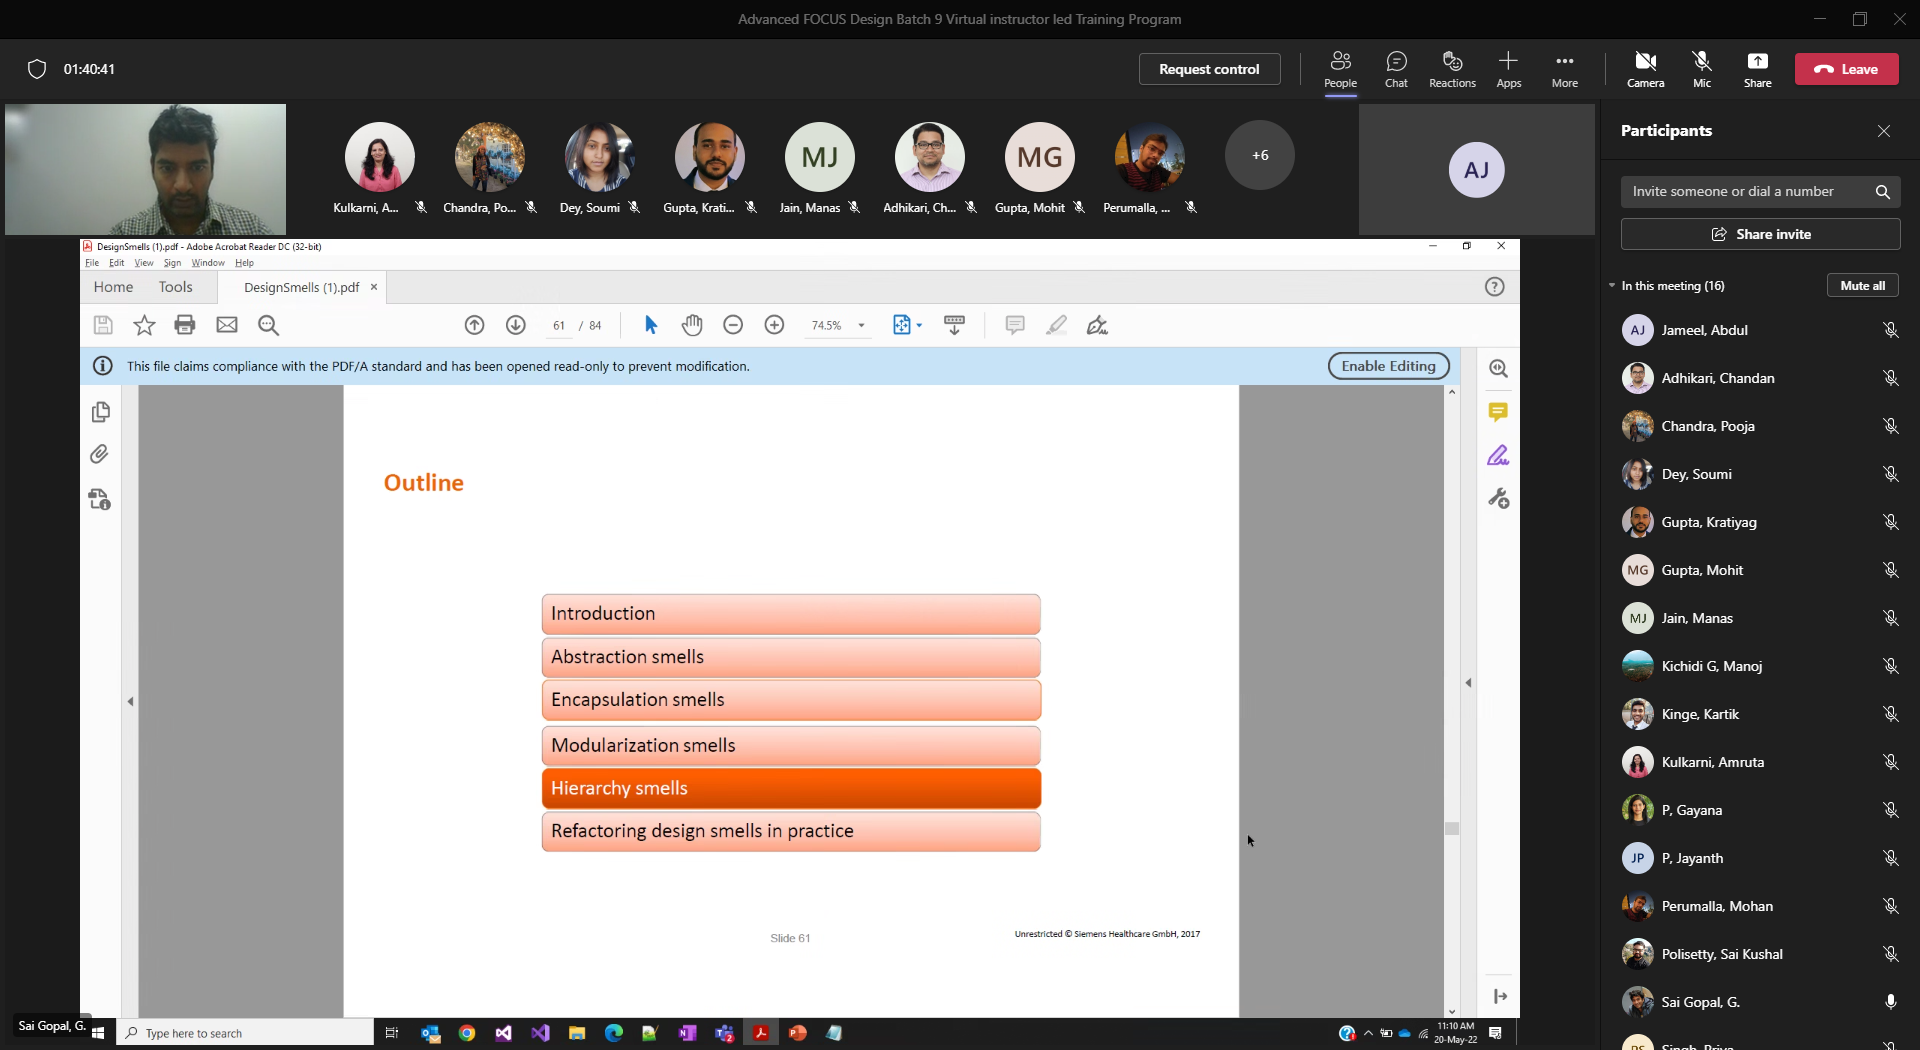 Advanced FOCUS Design Batch 9 Virtual instructor led Training Program
01:40:41
Request control
People
Chat
Reactions
Apps
More
Camera
Mic
Share
Leave
Kulkarni, A...
Chandra, Po...
Dey, Soumi
Gupta, Krati...
MJ
Jain, Manas
Adhikari, Ch...
MG
Gupta, Mohit
Perumalla, ...
+6
AJ
DesignSmells (1).pdf - Adobe Acrobat Reader DC (32-bit)
File Edit View Sign Window Help
Home Tools DesignSmells (1).pdf ×
61 / 84
74.5%
This file claims compliance with the PDF/A standard and has been opened read-only to prevent modification.
Enable Editing
Outline
Introduction
Abstraction smells
Encapsulation smells
Modularization smells
Hierarchy smells
Refactoring design smells in practice
Slide 61
Unrestricted © Siemens Healthcare GmbH, 2017
Sai Gopal, G.
Type here to search
11:10 AM
20-May-22
Participants
Invite someone or dial a number
Share invite
In this meeting (16)
Mute all
AJ Jameel, Abdul
Adhikari, Chandan
Chandra, Pooja
Dey, Soumi
Gupta, Kratiyag
MG Gupta, Mohit
MJ Jain, Manas
Kichidi G, Manoj
Kinge, Kartik
Kulkarni, Amruta
P, Gayana
JP P, Jayanth
Perumalla, Mohan
Polisetty, Sai Kushal
Sai Gopal, G.